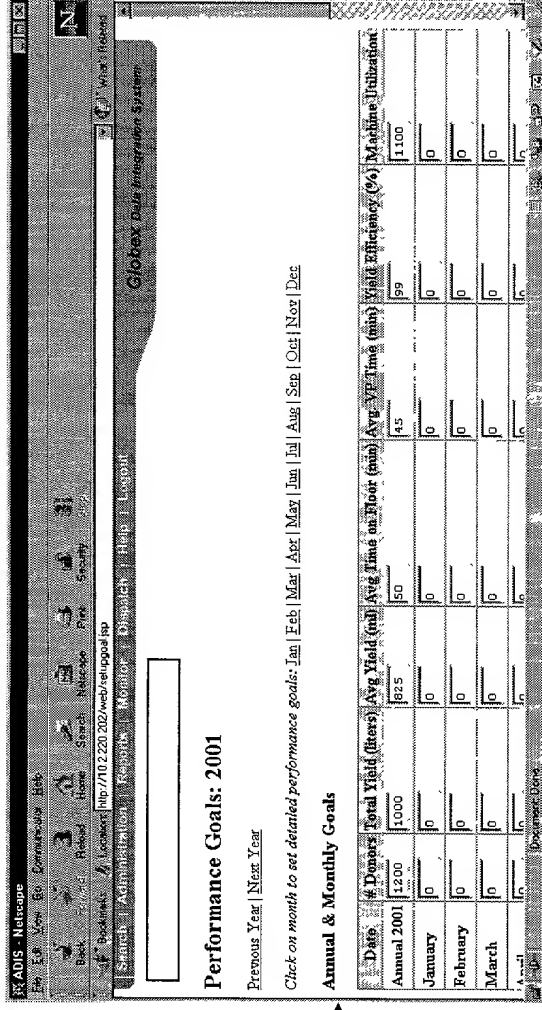 ADIS - Netscape
File Edit View Go Communicator Help
Back Forward Reload Home Search Netscape Print Security Stop
Bookmarks Location: http://10.2.220.202/web/setupgoal.jsp What's Related
Globex Data Integration System
Search | Administration | Reports | Monitor | Dispatch | Help | Logout
Performance Goals: 2001
Previous Year | Next Year
Click on month to set detailed performance goals: Jan | Feb | Mar | Apr | May | Jun | Jul | Aug | Sep | Oct | Nov | Dec
Annual & Monthly Goals
Date # Donors Total Yield (liters) Avg Yield (ml) Avg Time on Floor (min) Avg. VP Time (min) Yield Efficiency (%) Machine Utilization
Annual 2001 1200 1000 825 50 45 99 1100
January 0 0 0 0 0 0 0
February 0 0 0 0 0 0 0
March 0 0 0 0 0 0 0
April
Document: Done